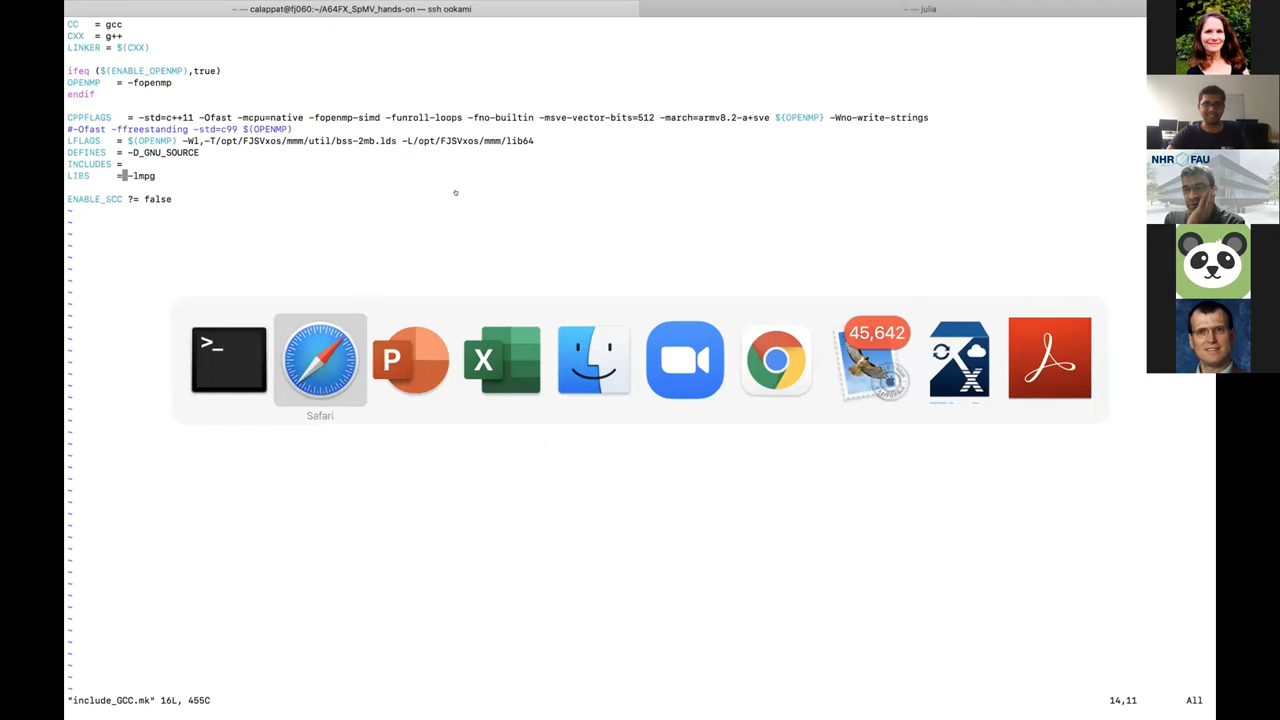 calappat@fj060:~/A64FX_SpMV_hands-on — ssh ookami
~ — julia
CC = gcc
CXX = g++
LINKER = $(CXX)
ifeq ($(ENABLE_OPENMP),true)
OPENMP = -fopenmp
endif
CPPFLAGS = -std=c++11 -Ofast -mcpu=native -fopenmp-simd -funroll-loops -fno-builtin -msve-vector-bits=512 -march=armv8.2-a+sve ${OPENMP} -Wno-write-strings
#-Ofast -ffreestanding -std=c99 $(OPENMP)
LFLAGS = $(OPENMP) -Wl,-T/opt/FJSVxos/mmm/util/bss-2mb.lds -L/opt/FJSVxos/mmm/lib64
DEFINES = -D_GNU_SOURCE
INCLUDES =
LIBS = -lmpg
ENABLE_SCC ?= false
NHR FAU
>_
P
X
45,642
X
Safari
"include_GCC.mk" 16L, 455C
14,11
All